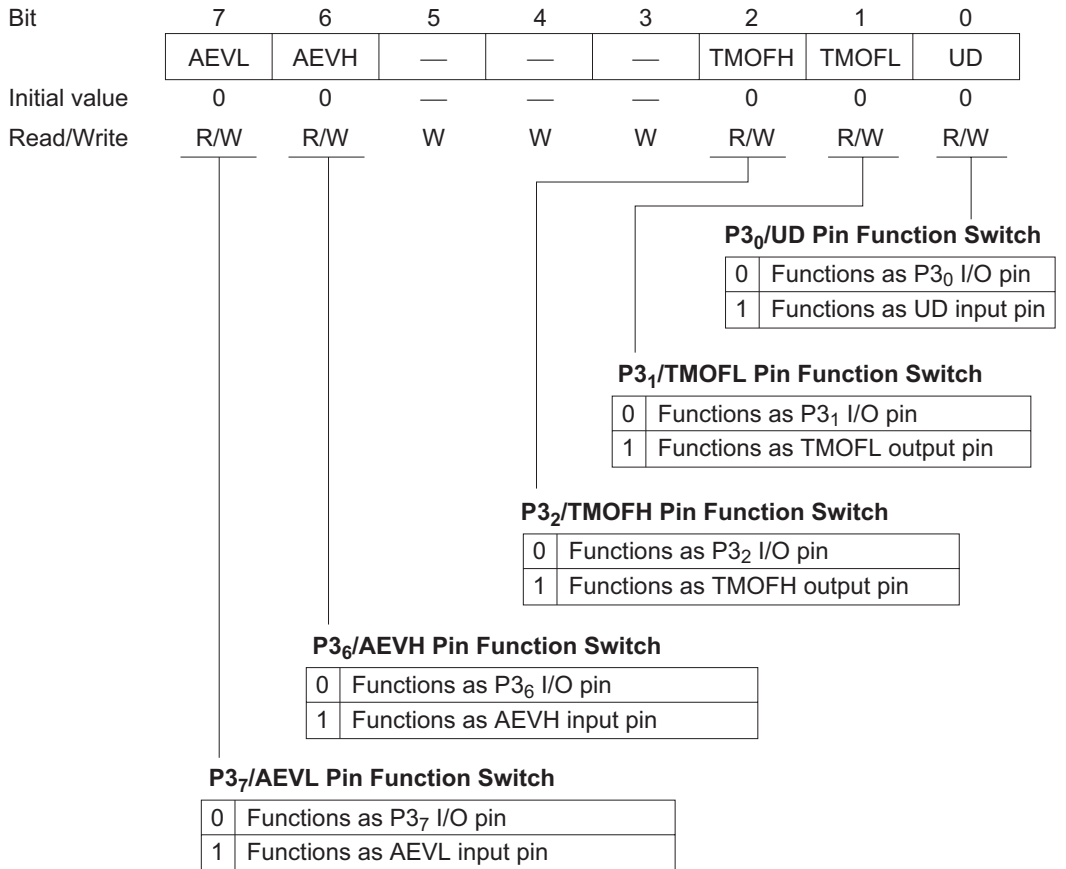 Bit 7 6 5 4 3 2 1 0
AEVL AEVH — — — TMOFH TMOFL UD
Initial value 0 0 — — — 0 0 0
Read/Write R/W R/W W W W R/W R/W R/W
P3₀/UD Pin Function Switch
0 Functions as P3₀ I/O pin
1 Functions as UD input pin
P3₁/TMOFL Pin Function Switch
0 Functions as P3₁ I/O pin
1 Functions as TMOFL output pin
P3₂/TMOFH Pin Function Switch
0 Functions as P3₂ I/O pin
1 Functions as TMOFH output pin
P3₆/AEVH Pin Function Switch
0 Functions as P3₆ I/O pin
1 Functions as AEVH input pin
P3₇/AEVL Pin Function Switch
0 Functions as P3₇ I/O pin
1 Functions as AEVL input pin